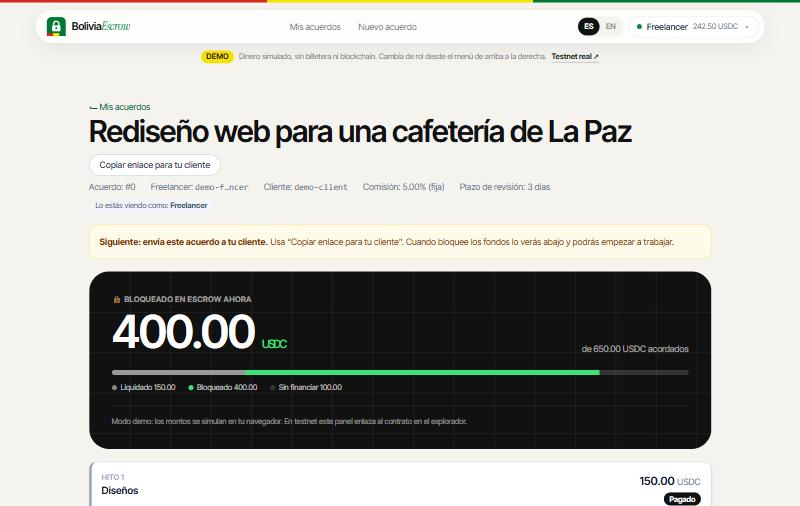 BoliviaEscrow
Mis acuerdos
Nuevo acuerdo
ES
EN
Freelancer 242.50 USDC
DEMO Dinero simulado, sin billetera ni blockchain. Cambia de rol desde el menú de arriba a la derecha. Testnet real ↗
Mis acuerdos
Rediseño web para una cafetería de La Paz
Copiar enlace para tu cliente
Acuerdo: #0 Freelancer: demo-f…ncer Cliente: demo-client Comisión: 5.00% (fija) Plazo de revisión: 3 días
Lo estás viendo como: Freelancer
Siguiente: envía este acuerdo a tu cliente. Usa “Copiar enlace para tu cliente”. Cuando bloquee los fondos lo verás abajo y podrás empezar a trabajar.
BLOQUEADO EN ESCROW AHORA
400.00 USDC
de 650.00 USDC acordados
Liquidado 150.00 Bloqueado 400.00 Sin financiar 100.00
Modo demo: los montos se simulan en tu navegador. En testnet este panel enlaza al contrato en el explorador.
HITO 1
Diseños
150.00 USDC
Pagado